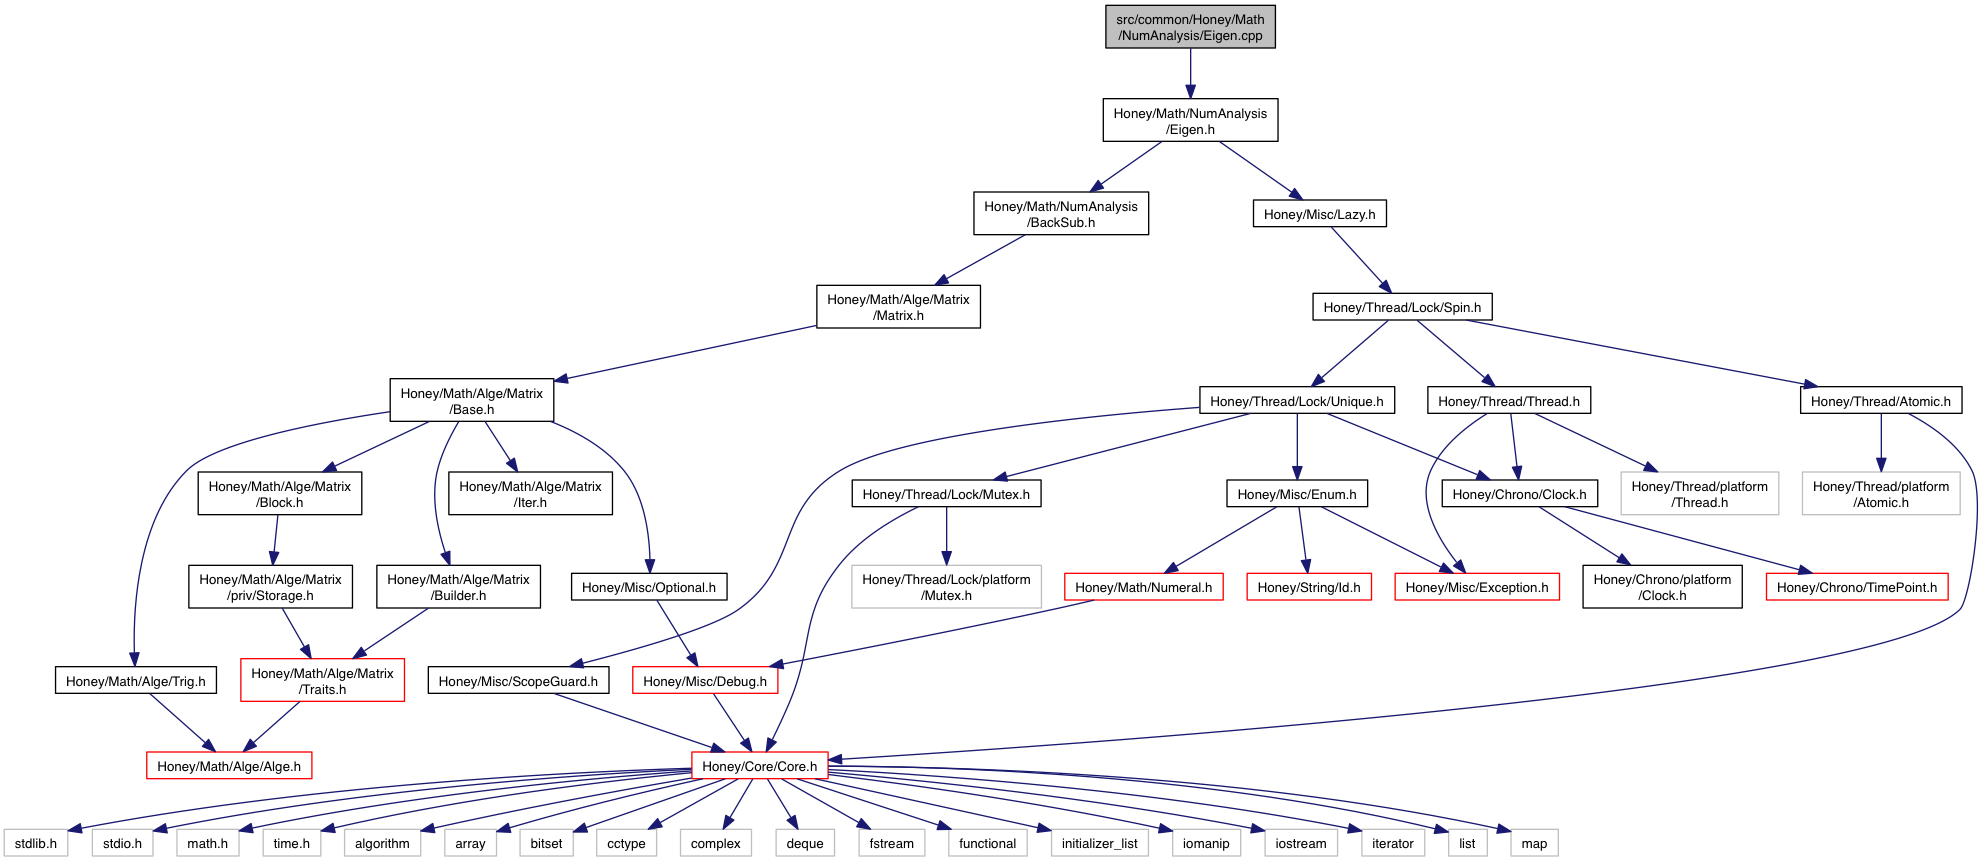 src/common/Honey/Math
/NumAnalysis/Eigen.cpp
Honey/Math/NumAnalysis
/Eigen.h
Honey/Math/NumAnalysis
/BackSub.h
Honey/Misc/Lazy.h
Honey/Math/Alge/Matrix
/Matrix.h
Honey/Thread/Lock/Spin.h
Honey/Math/Alge/Matrix
/Base.h
Honey/Thread/Lock/Unique.h
Honey/Thread/Thread.h
Honey/Thread/Atomic.h
Honey/Math/Alge/Matrix
/Block.h
Honey/Math/Alge/Matrix
/Iter.h
Honey/Thread/Lock/Mutex.h
Honey/Misc/Enum.h
Honey/Chrono/Clock.h
Honey/Thread/platform
/Thread.h
Honey/Thread/platform
/Atomic.h
Honey/Math/Alge/Matrix
/priv/Storage.h
Honey/Math/Alge/Matrix
/Builder.h
Honey/Misc/Optional.h
Honey/Thread/Lock/platform
/Mutex.h
Honey/Math/Numeral.h
Honey/String/Id.h
Honey/Misc/Exception.h
Honey/Chrono/platform
/Clock.h
Honey/Chrono/TimePoint.h
Honey/Math/Alge/Trig.h
Honey/Math/Alge/Matrix
/Traits.h
Honey/Misc/ScopeGuard.h
Honey/Misc/Debug.h
Honey/Math/Alge/Alge.h
Honey/Core/Core.h
stdlib.h
stdio.h
math.h
time.h
algorithm
array
bitset
cctype
complex
deque
fstream
functional
initializer_list
iomanip
iostream
iterator
list
map